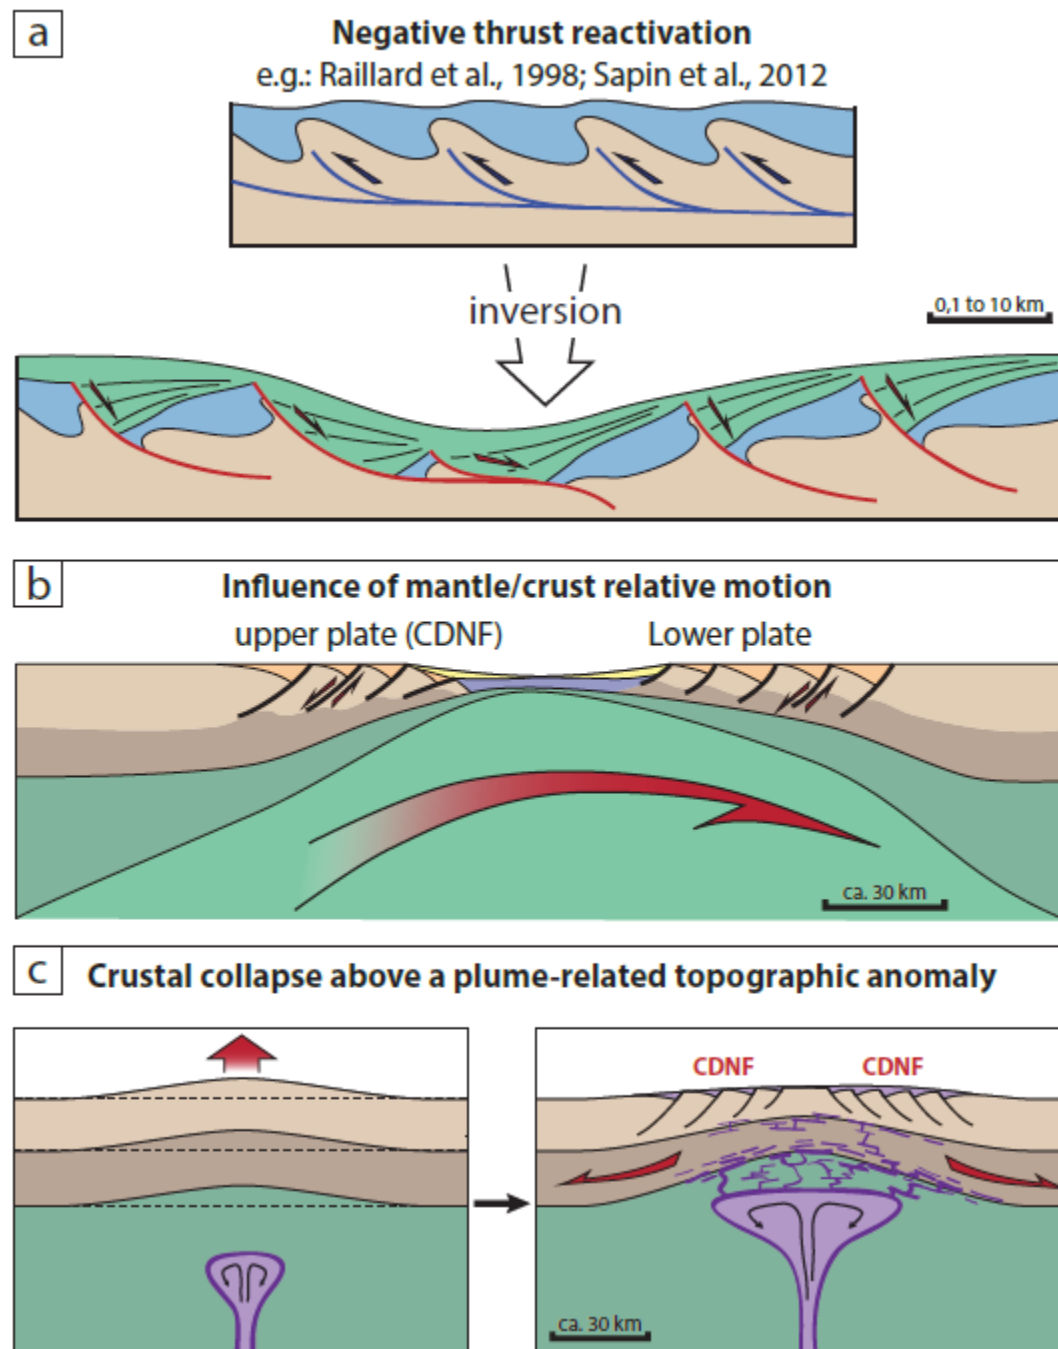 a
Negative thrust reactivation
e.g.: Raillard et al., 1998; Sapin et al., 2012
inversion
0,1 to 10 km
b
Influence of mantle/crust relative motion
upper plate (CDNF)
Lower plate
ca. 30 km
c
Crustal collapse above a plume-related topographic anomaly
CDNF
CDNF
ca. 30 km